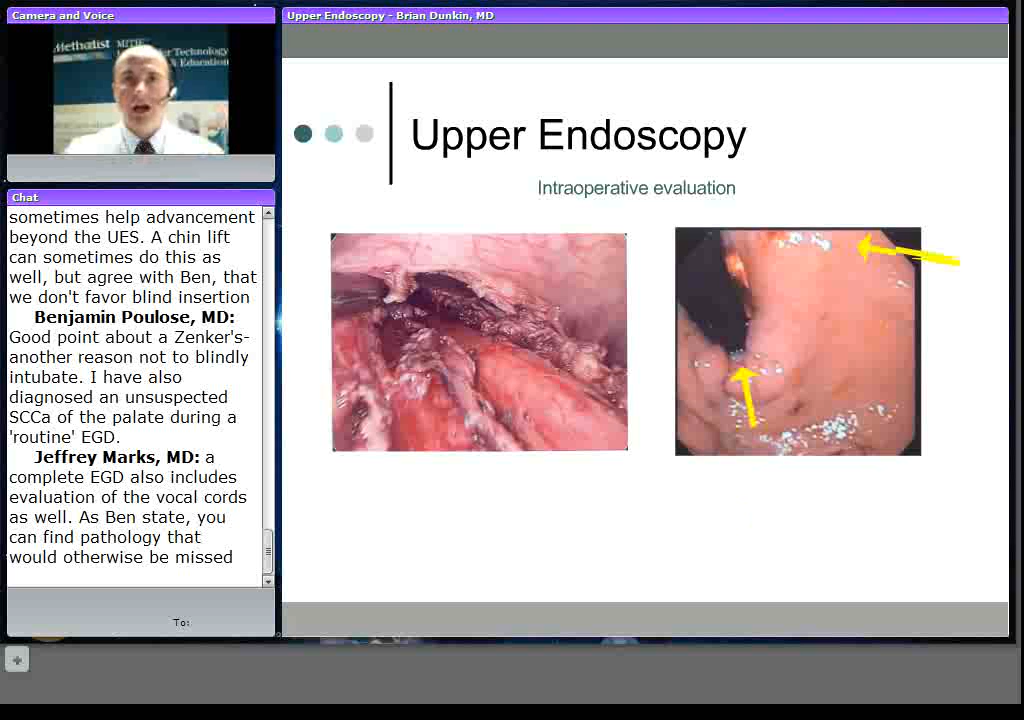 Camera and Voice
Methodist MITIE
Technology
& Education
Chat
sometimes help advancement
beyond the UES. A chin lift
can sometimes do this as
well, but agree with Ben, that
we don't favor blind insertion
Benjamin Poulose, MD:
Good point about a Zenker's-
another reason not to blindly
intubate. I have also
diagnosed an unsuspected
SCCa of the palate during a
'routine' EGD.
Jeffrey Marks, MD: a
complete EGD also includes
evaluation of the vocal cords
as well. As Ben state, you
can find pathology that
would otherwise be missed
To:
Upper Endoscopy - Brian Dunkin, MD
Upper Endoscopy
Intraoperative evaluation